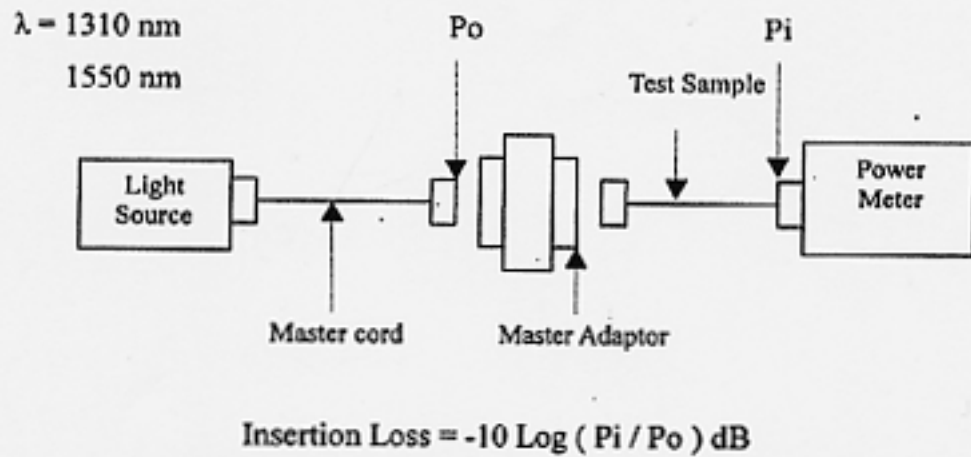 λ = 1310 nm
1550 nm
Po
Pi
Test Sample
Light
Source
Power
Meter
Master cord
Master Adaptor
Insertion Loss = -10 Log ( Pi / Po ) dB